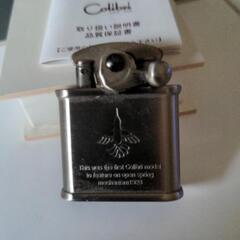 Colibri
取り扱い説明書
品質保証書
This was the first Colibri model
to feature an open spring
mechanism 1928